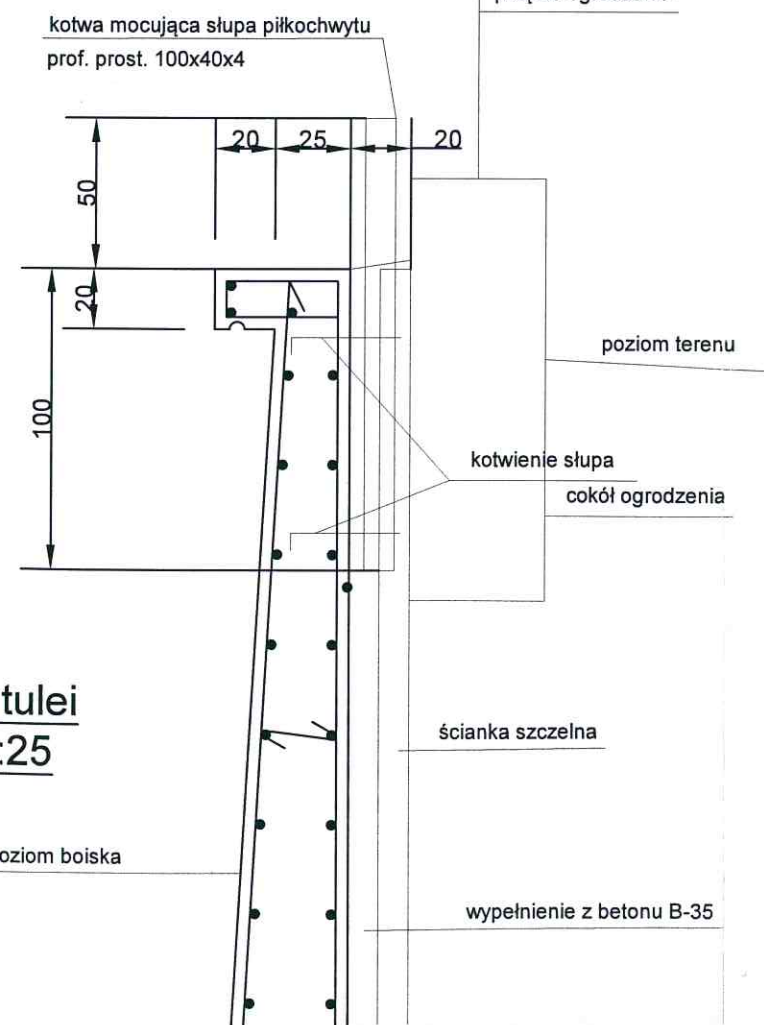 kotwa mocująca słupa piłkochwytu
prof. prost. 100x40x4
20
25
20
50
20
100
poziom terenu
kotwienie słupa
cokół ogrodzenia
tulei
:25
ścianka szczelna
oziom boiska
wypełnienie z betonu B-35